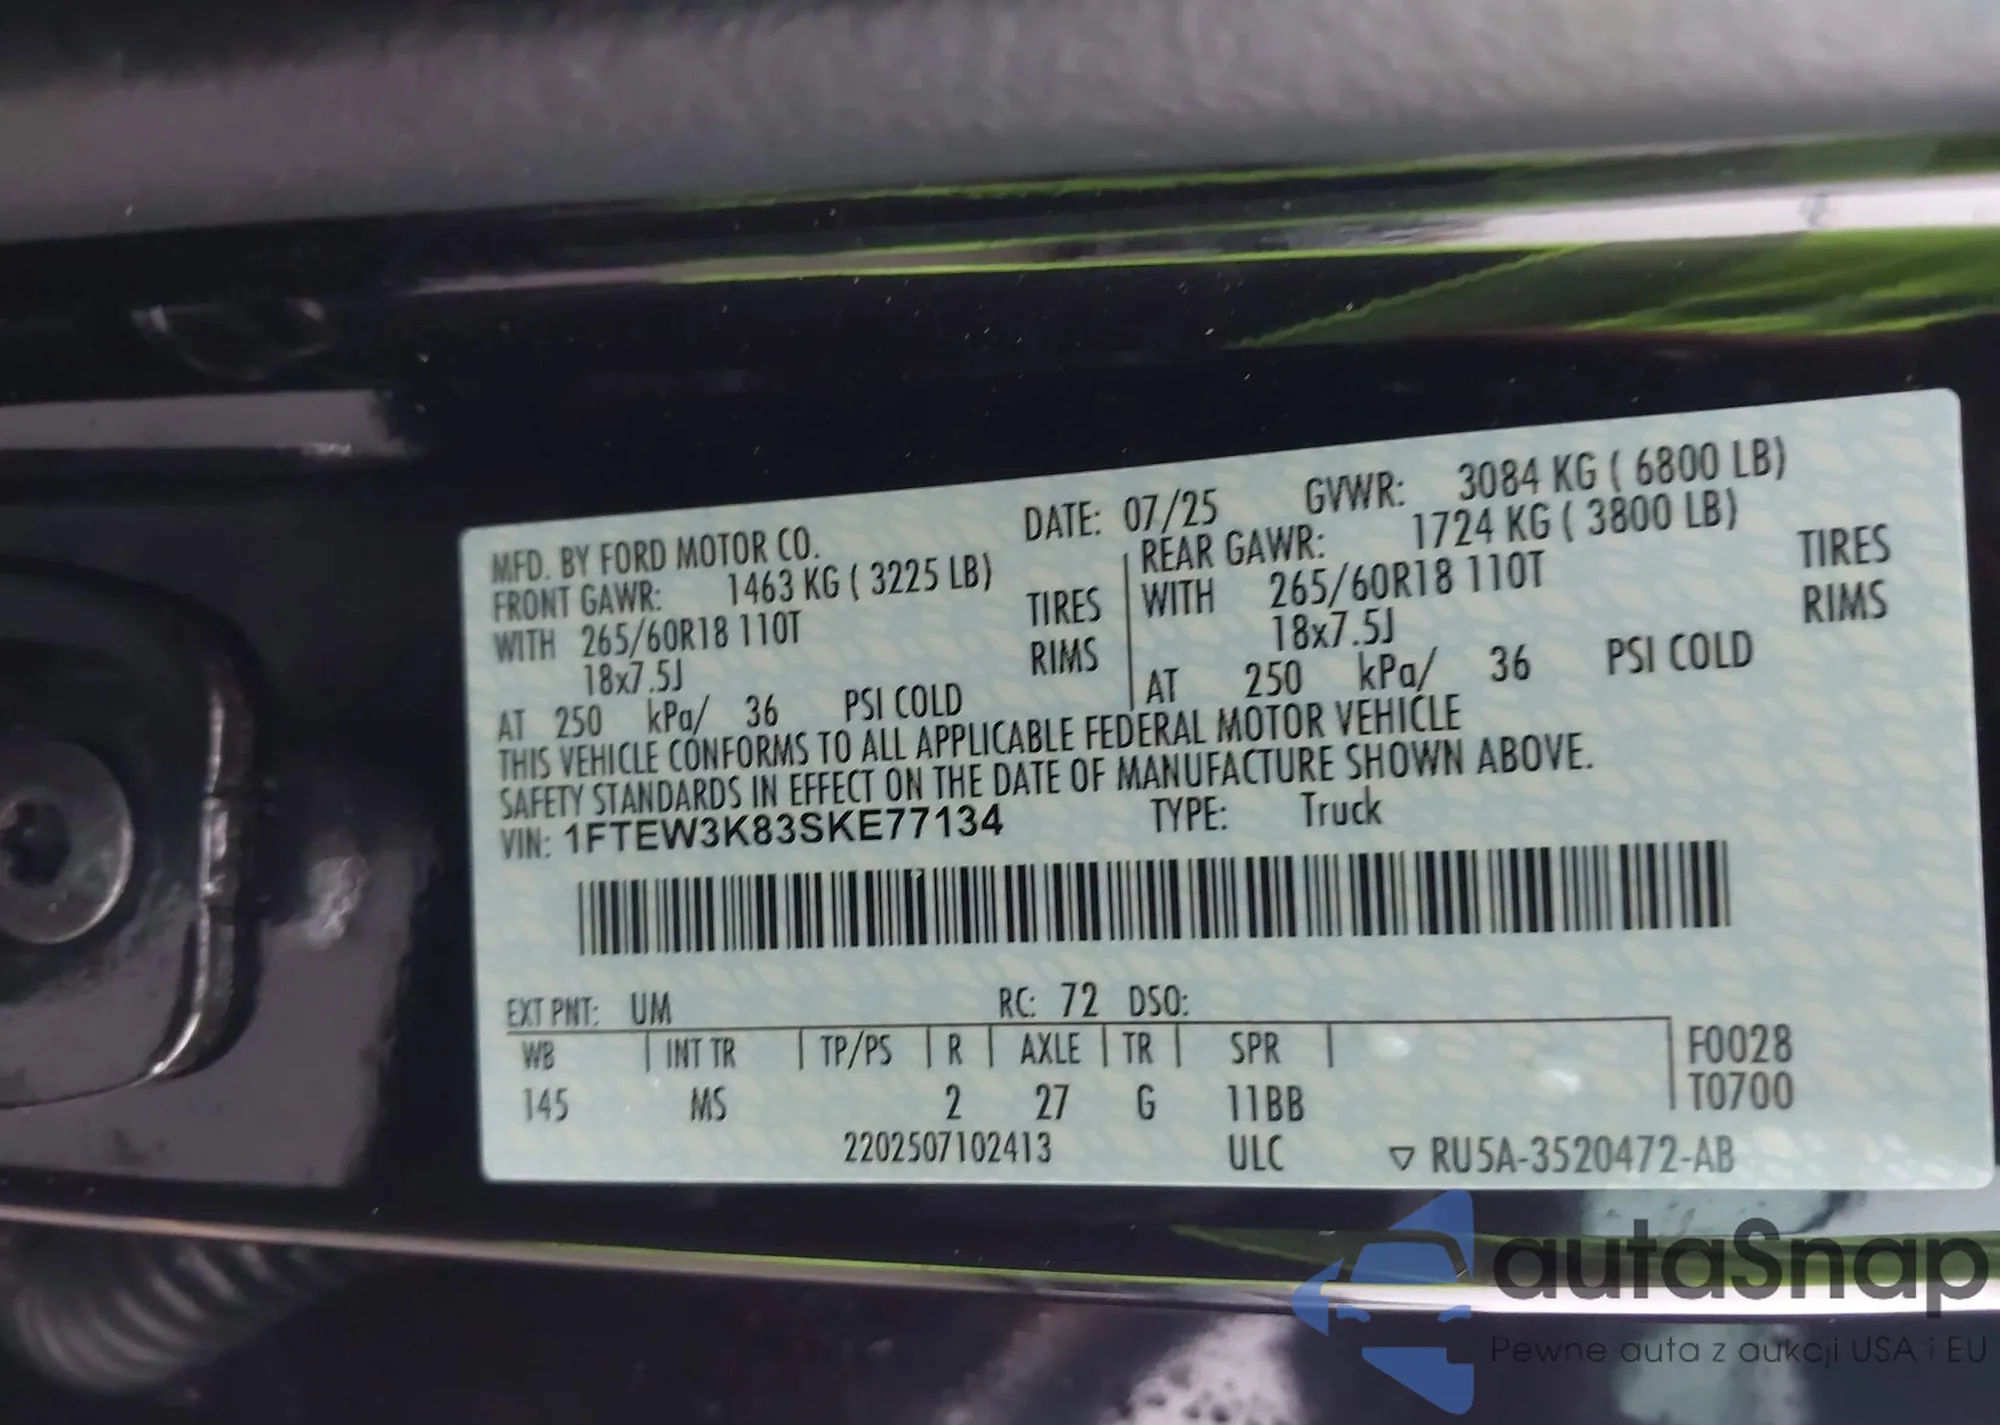 MFD. BY FORD MOTOR CO. DATE: 07/25 GVWR: 3084 KG ( 6800 LB)
FRONT GAWR: 1463 KG ( 3225 LB) REAR GAWR: 1724 KG ( 3800 LB)
WITH 265/60R18 110T TIRES WITH 265/60R18 110T TIRES
18x7.5J RIMS 18x7.5J RIMS
AT 250 kPa/ 36 PSI COLD AT 250 kPa/ 36 PSI COLD
THIS VEHICLE CONFORMS TO ALL APPLICABLE FEDERAL MOTOR VEHICLE
SAFETY STANDARDS IN EFFECT ON THE DATE OF MANUFACTURE SHOWN ABOVE.
VIN: 1FTEW3K83SKE77134 TYPE: Truck
EXT PNT: UM RC: 72 DSO:
WB INT TR TP/PS R AXLE TR SPR F0028
145 MS 2 27 G 11BB T0700
2202507102413 ULC ▽ RU5A-3520472-AB
autaSnap
Pewne auta z aukcji USA i EU